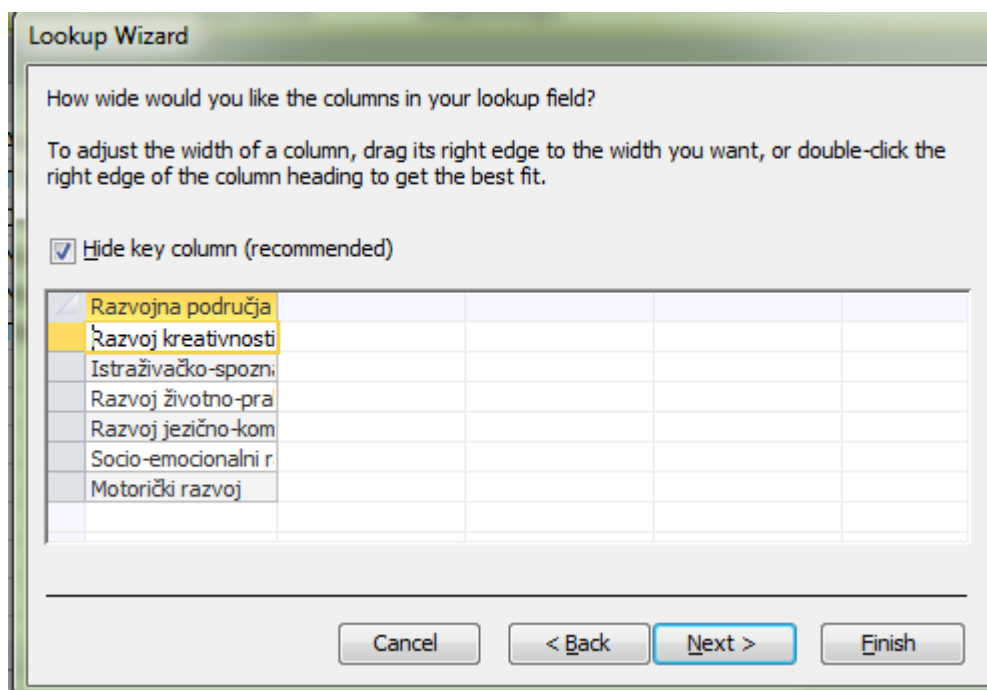 Lookup Wizard
How wide would you like the columns in your lookup field?
To adjust the width of a column, drag its right edge to the width you want, or double-click the
right edge of the column heading to get the best fit.
Hide key column (recommended)
Razvojna područja
Razvoj kreativnosti
Istraživačko-spozn
Razvoj životno-pra
Razvoj jezično-kom
Socio-emocionalni r
Motorički razvoj
Cancel
< Back
Next >
Finish